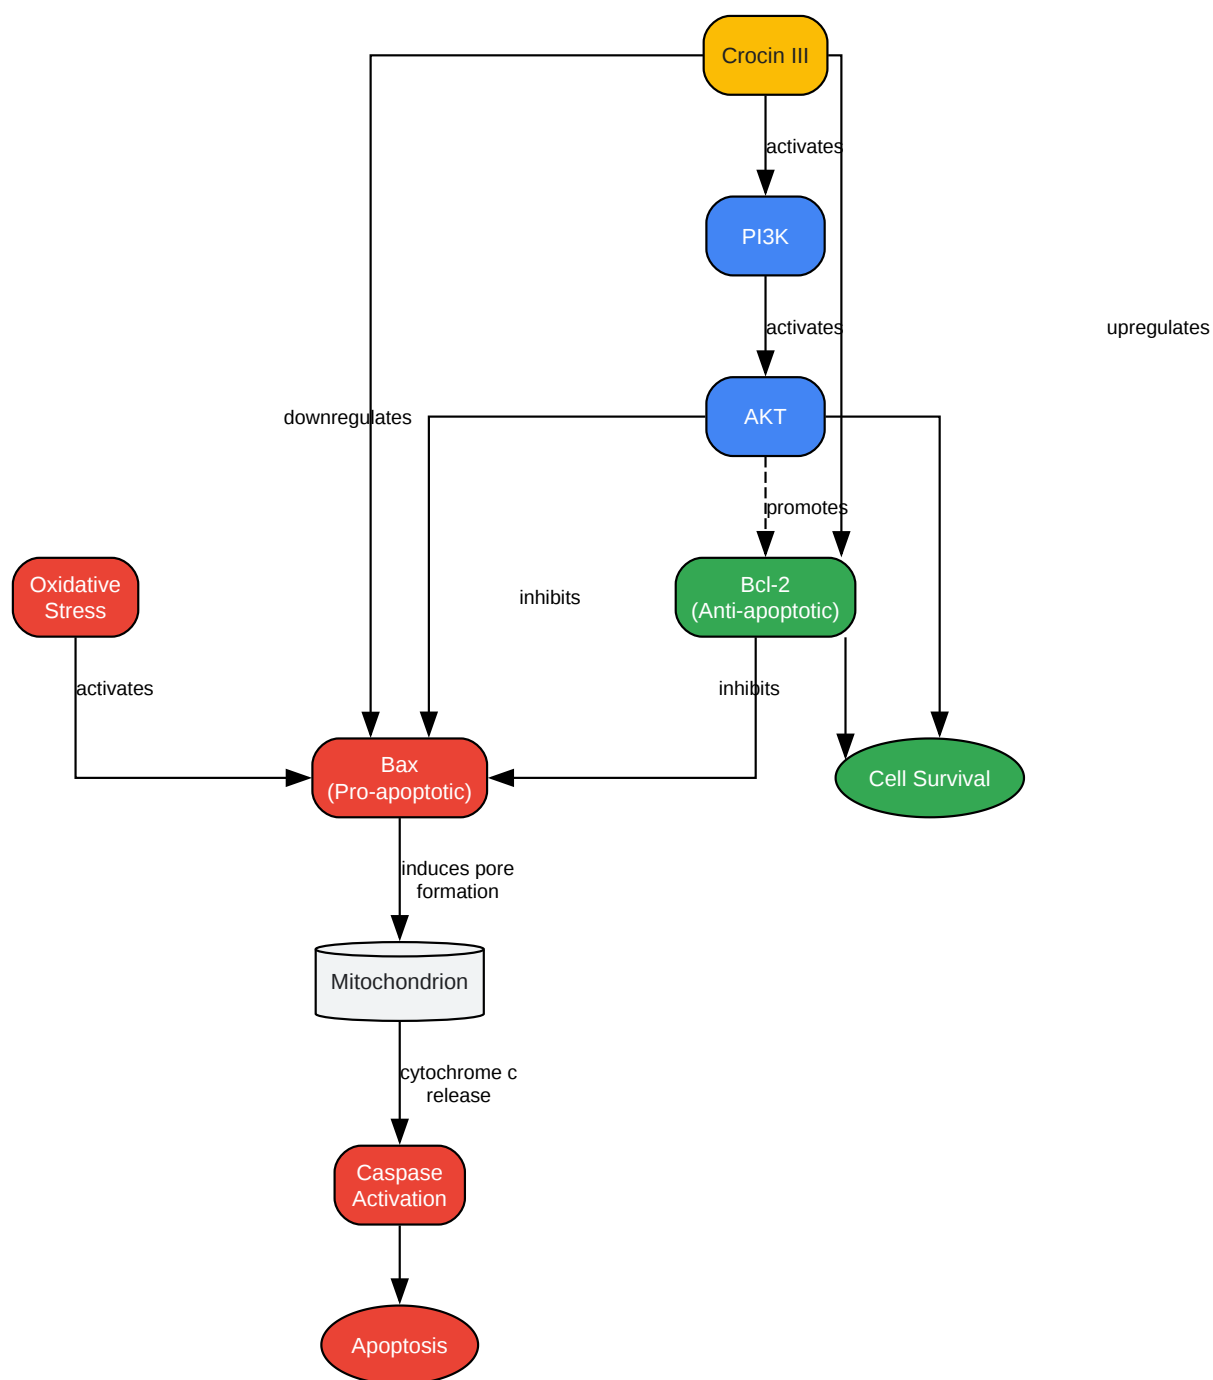 Crocin III
activates
PI3K
activates
upregulates
downregulates
AKT
promotes
Oxidative
Stress
inhibits
Bcl-2
(Anti-apoptotic)
activates
inhibits
Bax
(Pro-apoptotic)
Cell Survival
induces pore
formation
Mitochondrion
cytochrome c
release
Caspase
Activation
Apoptosis